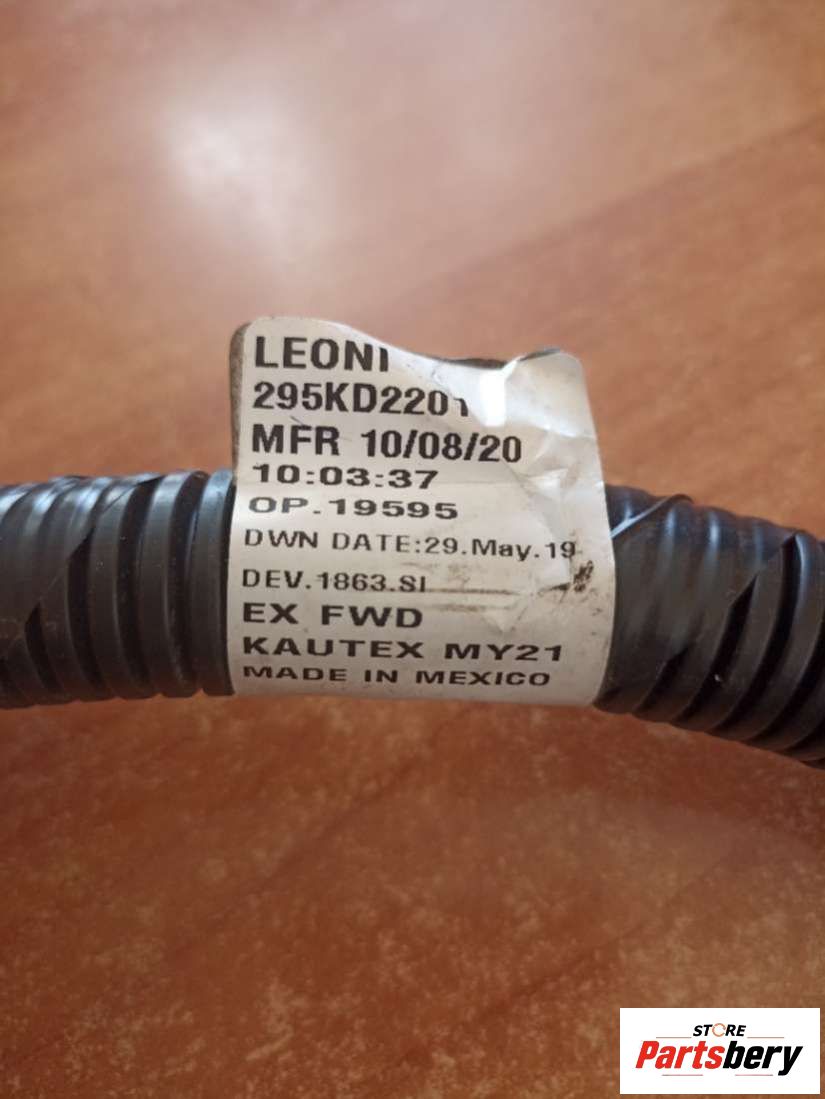 LEONI
295KD2201
MFR 10/08/20
10:03:37
OP.19595
DWN DATE:29.May.19
DEV.1863.SI
EX FWD
KAUTEX MY21
MADE IN MEXICO
STORE
Partsbery